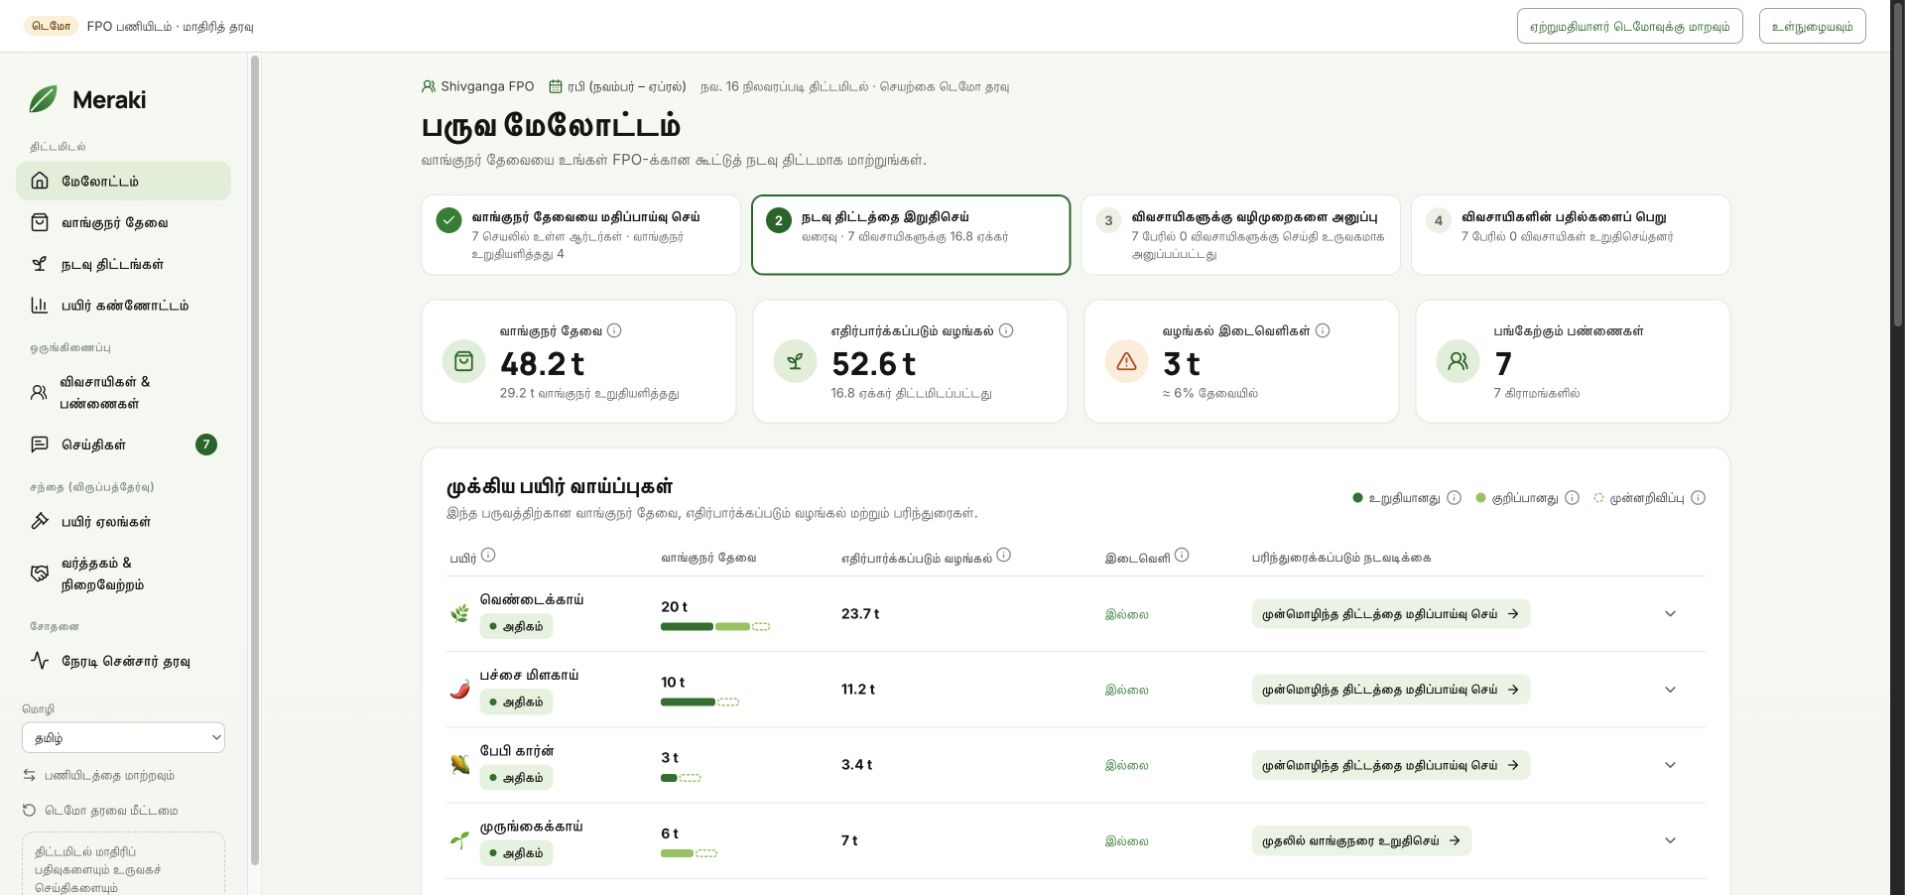 டெமோ FPO பணியிடம் · மாதிரித் தரவு
ஏற்றுமதியாளர் டெமோவுக்கு மாறவும்
உள்நுழையவும்
Meraki
திட்டமிடல்
மேலோட்டம்
வாங்குநர் தேவை
நடவு திட்டங்கள்
பயிர் கண்ணோட்டம்
ஒருங்கிணைப்பு
விவசாயிகள் &
பண்ணைகள்
செய்திகள் 7
சந்தை (விருப்பத்தேர்வு)
பயிர் ஏலங்கள்
வர்த்தகம் &
நிறைவேற்றம்
சோதனை
நேரடி சென்சார் தரவு
மொழி
தமிழ்
பணியிடத்தை மாற்றவும்
டெமோ தரவை மீட்டமை
திட்டமிடல் மாதிரிப்
பதிவுகளையும் உருவகச்
செய்திகளையும்
Shivganga FPO ரபி (நவம்பர் – ஏப்ரல்) நவ. 16 நிலவரப்படி திட்டமிடல் · செயற்கை டெமோ தரவு
பருவ மேலோட்டம்
வாங்குநர் தேவையை உங்கள் FPO-க்கான கூட்டுத் நடவு திட்டமாக மாற்றுங்கள்.
வாங்குநர் தேவையை மதிப்பாய்வு செய்
7 செயலில் உள்ள ஆர்டர்கள் · வாங்குநர்
உறுதியளித்தது 4
2 நடவு திட்டத்தை இறுதிசெய்
வரைவு · 7 விவசாயிகளுக்கு 16.8 ஏக்கர்
3 விவசாயிகளுக்கு வழிமுறைகளை அனுப்பு
7 பேரில் 0 விவசாயிகளுக்கு செய்தி உருவகமாக
அனுப்பப்பட்டது
4 விவசாயிகளின் பதில்களைப் பெறு
7 பேரில் 0 விவசாயிகள் உறுதிசெய்தனர்
வாங்குநர் தேவை
48.2 t
29.2 t வாங்குநர் உறுதியளித்தது
எதிர்பார்க்கப்படும் வழங்கல்
52.6 t
16.8 ஏக்கர் திட்டமிடப்பட்டது
வழங்கல் இடைவெளிகள்
3 t
≈ 6% தேவையில்
பங்கேற்கும் பண்ணைகள்
7
7 கிராமங்களில்
முக்கிய பயிர் வாய்ப்புகள்
இந்த பருவத்திற்கான வாங்குநர் தேவை, எதிர்பார்க்கப்படும் வழங்கல் மற்றும் பரிந்துரைகள்.
உறுதியானது குறிப்பானது முன்னறிவிப்பு
பயிர் வாங்குநர் தேவை எதிர்பார்க்கப்படும் வழங்கல் இடைவெளி பரிந்துரைக்கப்படும் நடவடிக்கை
வெண்டைக்காய்
அதிகம்
20 t 23.7 t இல்லை முன்மொழிந்த திட்டத்தை மதிப்பாய்வு செய் →
பச்சை மிளகாய்
அதிகம்
10 t 11.2 t இல்லை முன்மொழிந்த திட்டத்தை மதிப்பாய்வு செய் →
பேபி கார்ன்
அதிகம்
3 t 3.4 t இல்லை முன்மொழிந்த திட்டத்தை மதிப்பாய்வு செய் →
முருங்கைக்காய்
அதிகம்
6 t 7 t இல்லை முதலில் வாங்குநரை உறுதிசெய் →